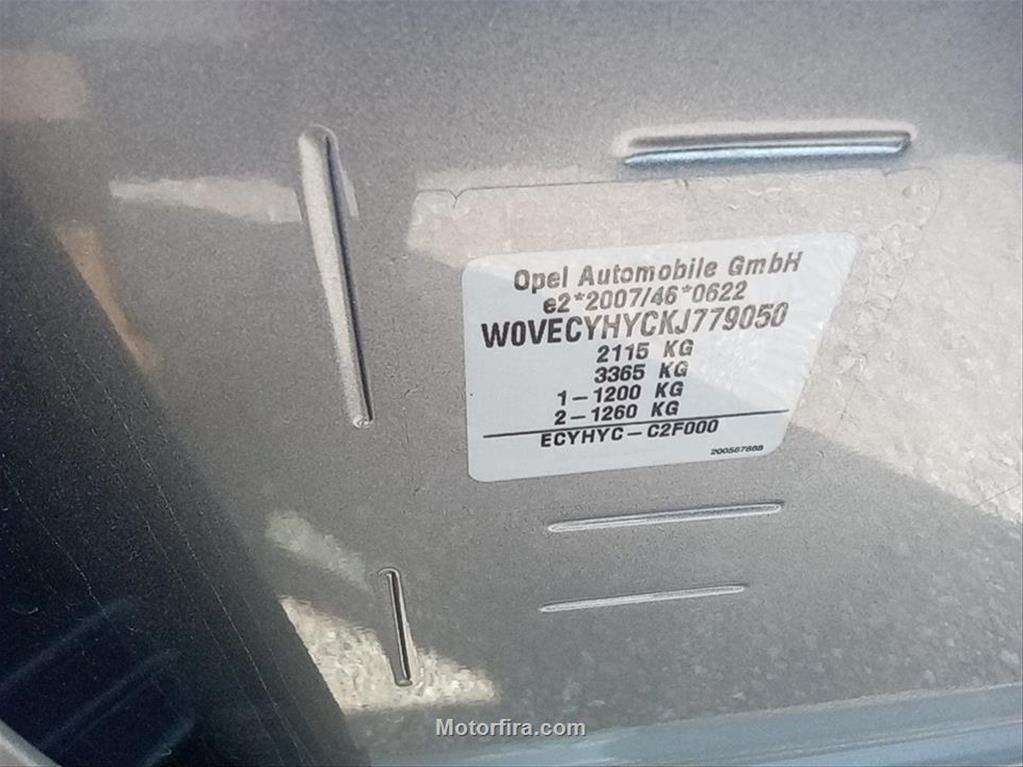 Opel Automobile GmbH
e2*2007/46*0622
W0VECYHYCKJ779050
2115 KG
3365 KG
1-1200 KG
2-1260 KG
ECYHYC-C2F000
200567888
Motorfira.com